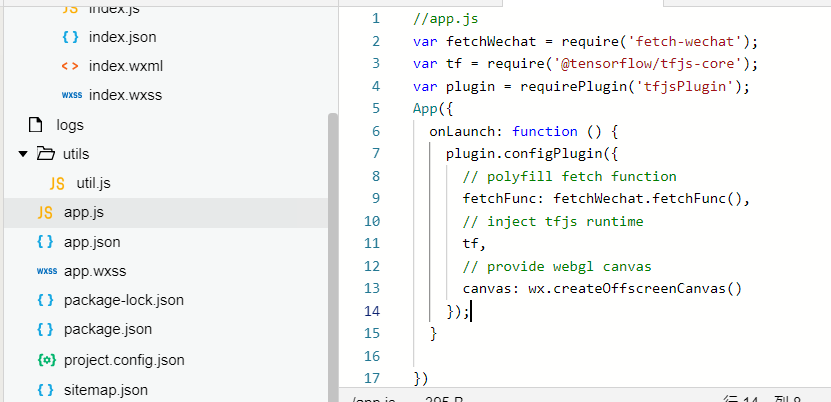 index.js
index.json
index.wxml
wxss index.wxss
logs
utils
JS util.js
JS app.js
app.json
wxss app.wxss
package-lock.json
package.json
project.config.json
sitemap.json
1 //app.js
2 var fetchWechat = require('fetch-wechat');
3 var tf = require('@tensorflow/tfjs-core');
4 var plugin = requirePlugin('tfjsPlugin');
5 App({
6 onLaunch: function () {
7 plugin.configPlugin({
8 // polyfill fetch function
9 fetchFunc: fetchWechat.fetchFunc(),
10 // inject tfjs runtime
11 tf,
12 // provide webgl canvas
13 canvas: wx.createOffscreenCanvas()
14 });
15 }
16
17 })
/app.js 395 B 行 14, 列 8